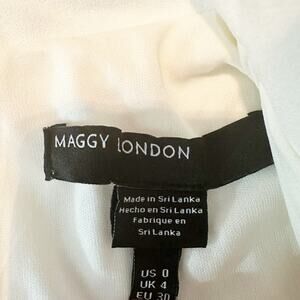 MAGGY LONDON
Made in Sri Lanka
Hecho en Sri Lanka
Fabrique en
Sri Lanka
US 0
UK 4
EU 30